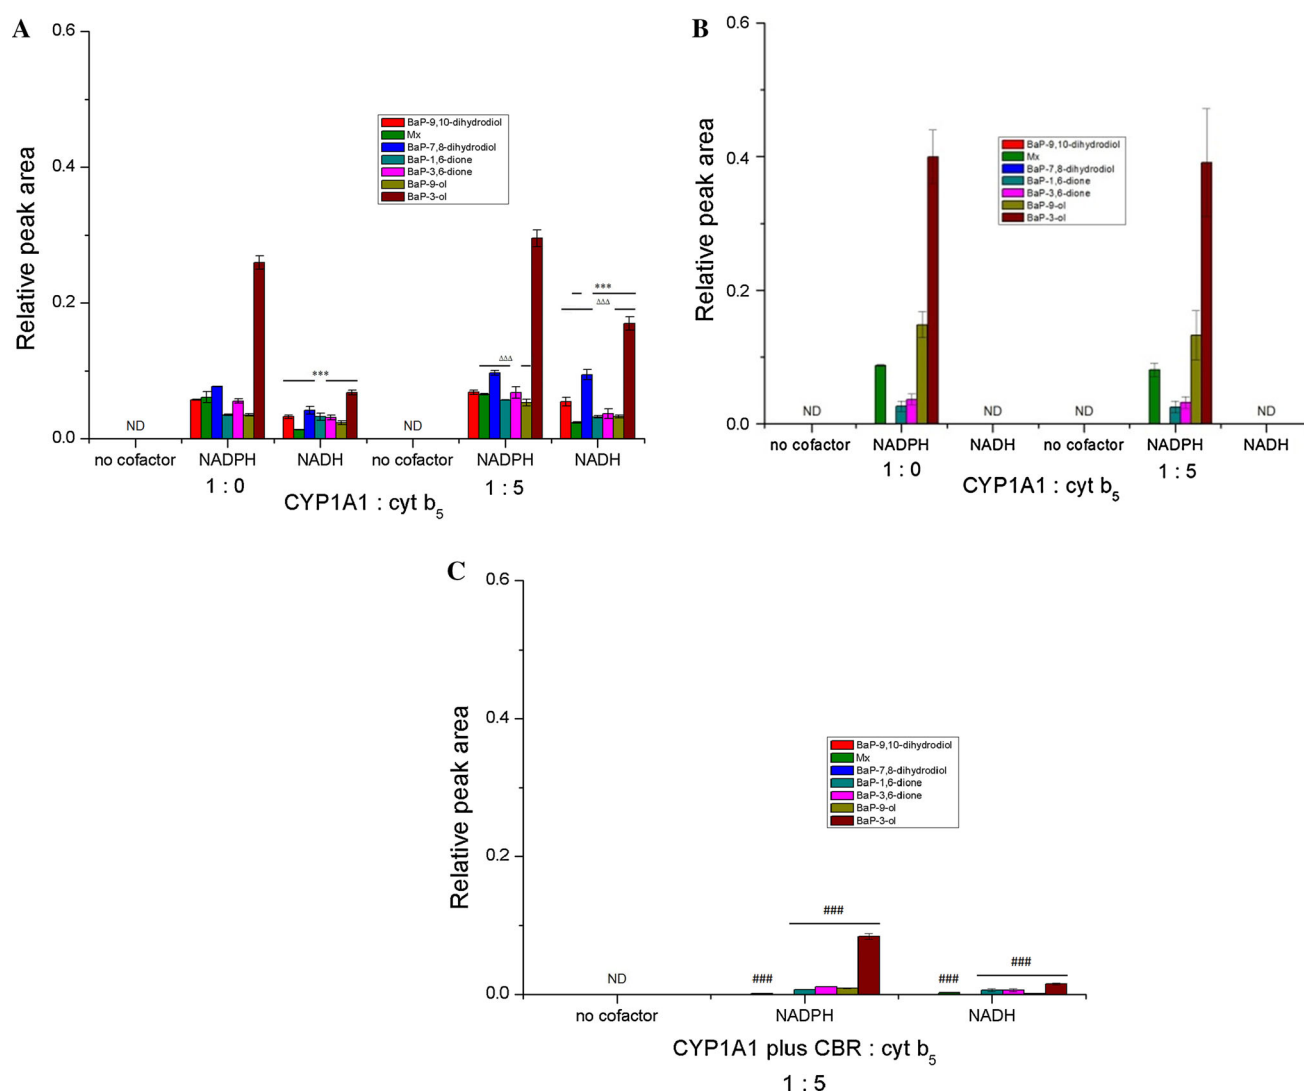 A
0.6
0.4
0.2
0.0
Relative peak area
BaP-9,10-dihydrodiol
Mx
BaP-7,8-dihydrodiol
BaP-1,6-dione
BaP-3,6-dione
BaP-9-ol
BaP-3-ol
ND
***
ND
ΔΔΔ
***
ΔΔΔ
no cofactor NADPH NADH no cofactor NADPH NADH
1 : 0 1 : 5
CYP1A1 : cyt b5
B
0.6
0.4
0.2
0.0
Relative peak area
BaP-9,10-dihydrodiol
Mx
BaP-7,8-dihydrodiol
BaP-1,6-dione
BaP-3,6-dione
BaP-9-ol
BaP-3-ol
ND ND ND ND
no cofactor NADPH NADH no cofactor NADPH NADH
1 : 0 1 : 5
CYP1A1 : cyt b5
C
0.6
0.4
0.2
0.0
Relative peak area
BaP-9,10-dihydrodiol
Mx
BaP-7,8-dihydrodiol
BaP-1,6-dione
BaP-3,6-dione
BaP-9-ol
BaP-3-ol
ND
###
###
###
###
no cofactor NADPH NADH
CYP1A1 plus CBR : cyt b5
1 : 5